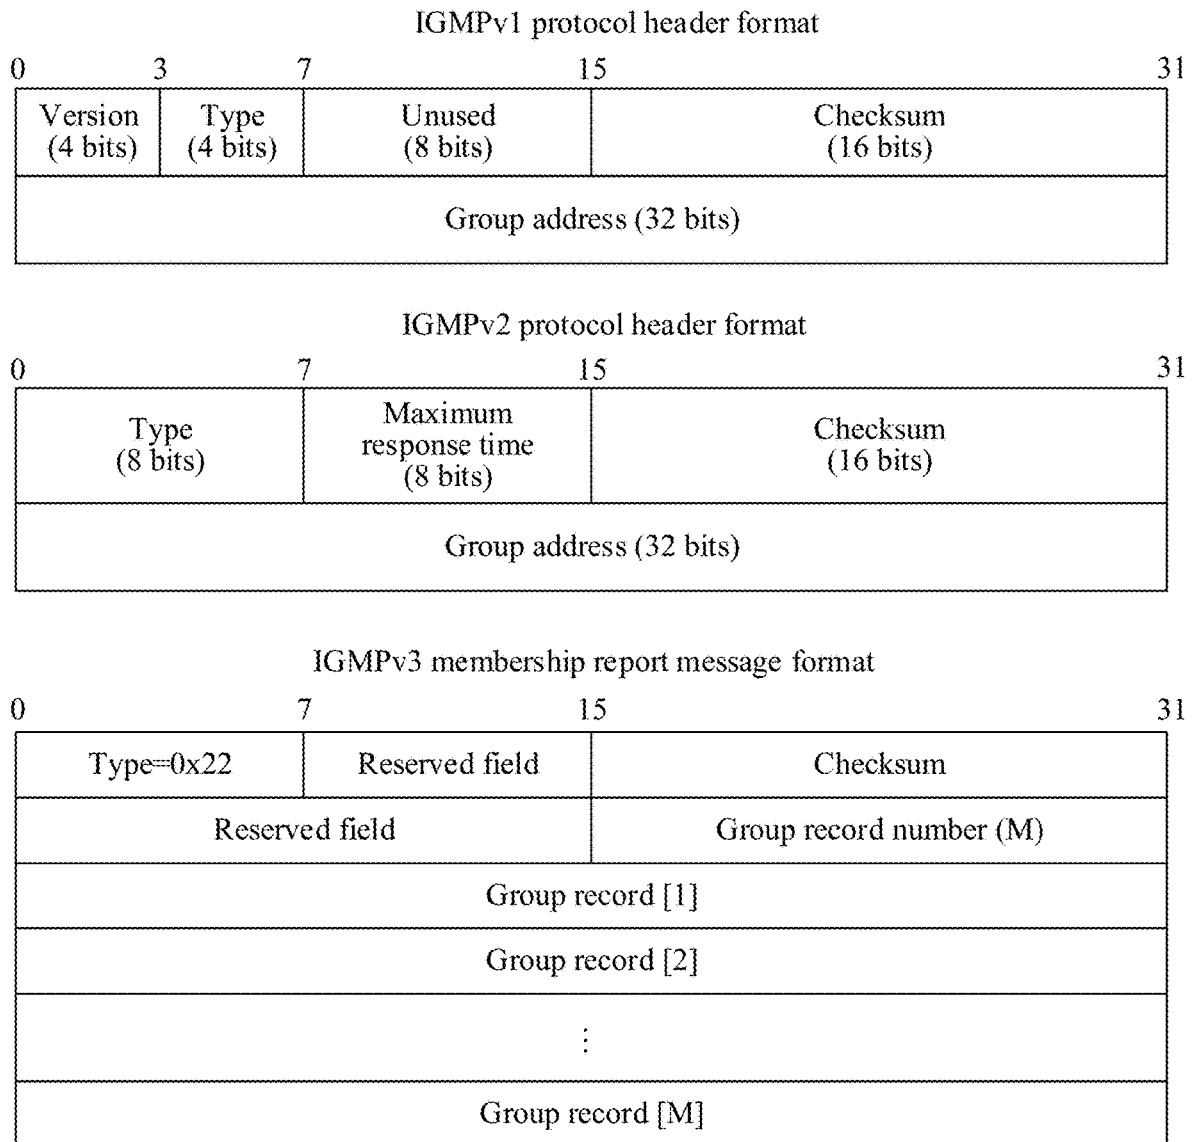 IGMPv1 protocol header format
0 3 7 15 31
Version Type Unused Checksum
(4 bits) (4 bits) (8 bits) (16 bits)
Group address (32 bits)
IGMPv2 protocol header format
0 7 15 31
Type
(8 bits)
Maximum
response time
(8 bits)
Checksum
(16 bits)
Group address (32 bits)
IGMPv3 membership report message format
0 7 15 31
Type=0x22 Reserved field Checksum
Reserved field Group record number (M)
Group record [1]
Group record [2]
⋮
Group record [M]